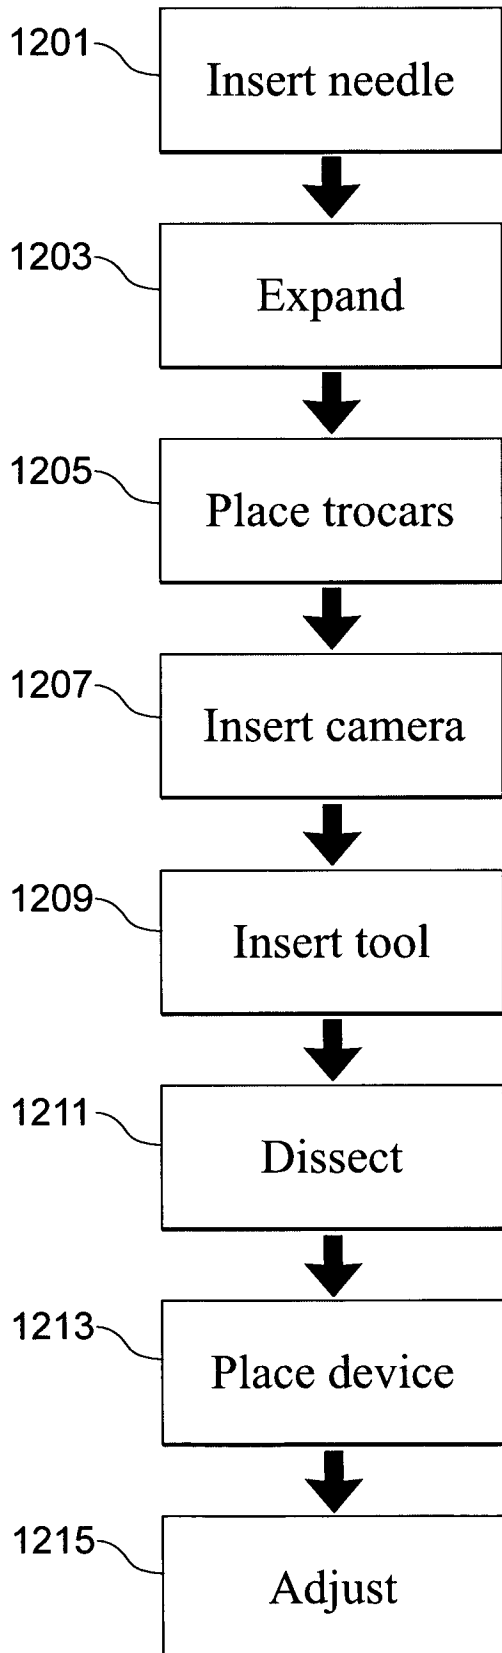 1201
Insert needle
1203
Expand
1205
Place trocars
1207
Insert camera
1209
Insert tool
1211
Dissect
1213
Place device
1215
Adjust